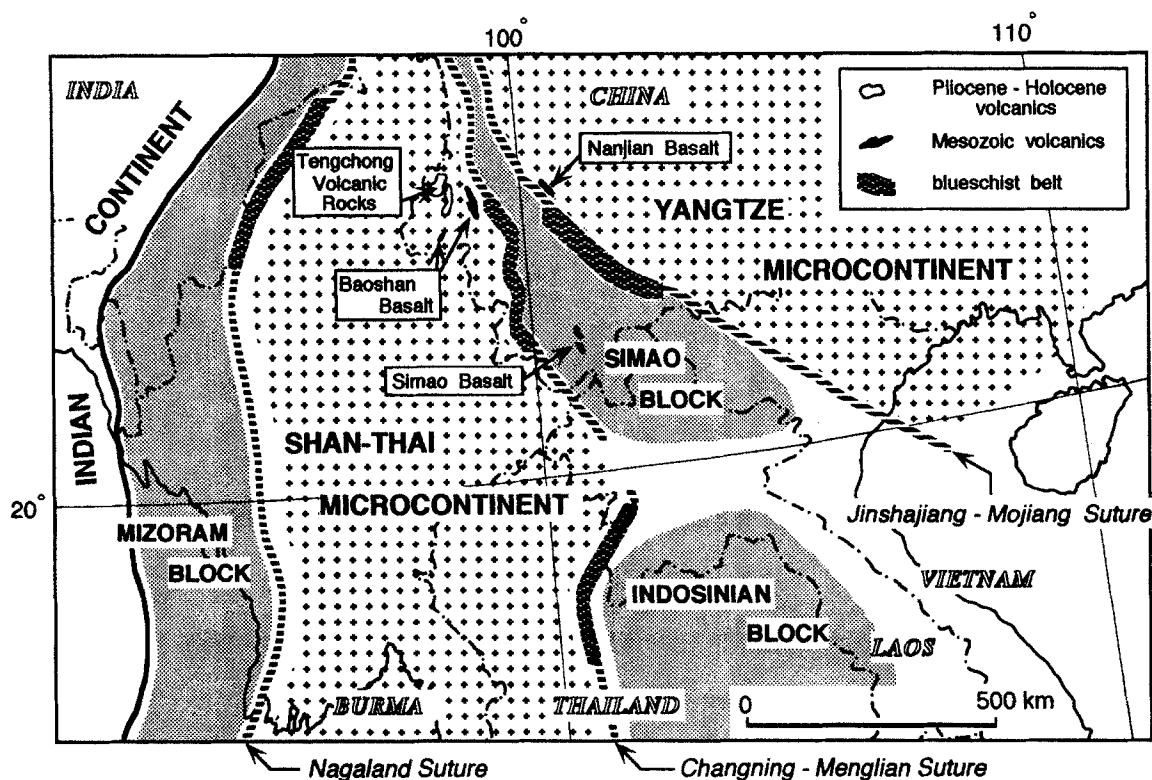 100°
110°
INDIA
CONTINENT
CHINA
Pliocene - Holocene
volcanics
Mesozoic volcanics
blueschist belt
Tengchong
Volcanic
Rocks
Nanjian Basalt
YANGTZE
MICROCONTINENT
Baoshan
Basalt
Simao Basalt
SIMAO
BLOCK
INDIAN
SHAN-THAI
MICROCONTINENT
20°
MIZORAM
BLOCK
Jinshajiang - Mojiang Suture
INDOSINIAN
BLOCK
VIETNAM
LAOS
BURMA
THAILAND
0
500 km
Nagaland Suture
Changning - Menglian Suture